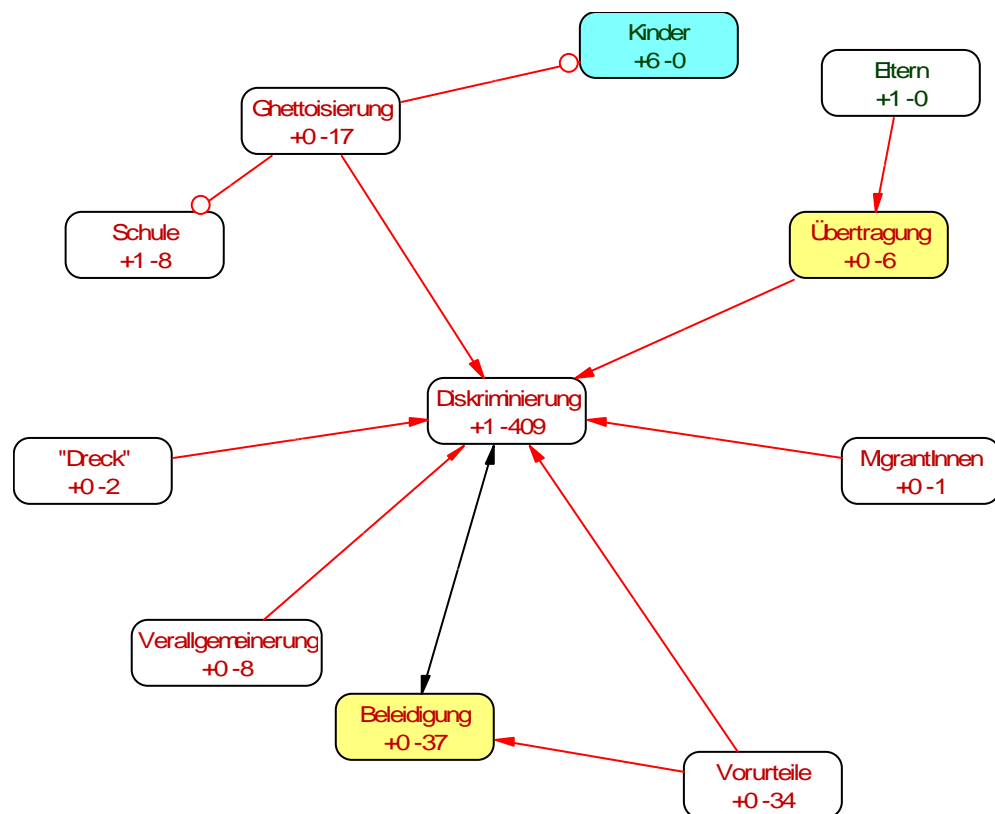 Kinder
+6 -0
Eltern
+1 -0
Ghettoisierung
+0 -17
Schule
+1 -8
Übertragung
+0 -6
Diskriminierung
+1 -409
"Dreck"
+0 -2
MigrantInnen
+0 -1
Verallgemeinerung
+0 -8
Beleidigung
+0 -37
Vorurteile
+0 -34